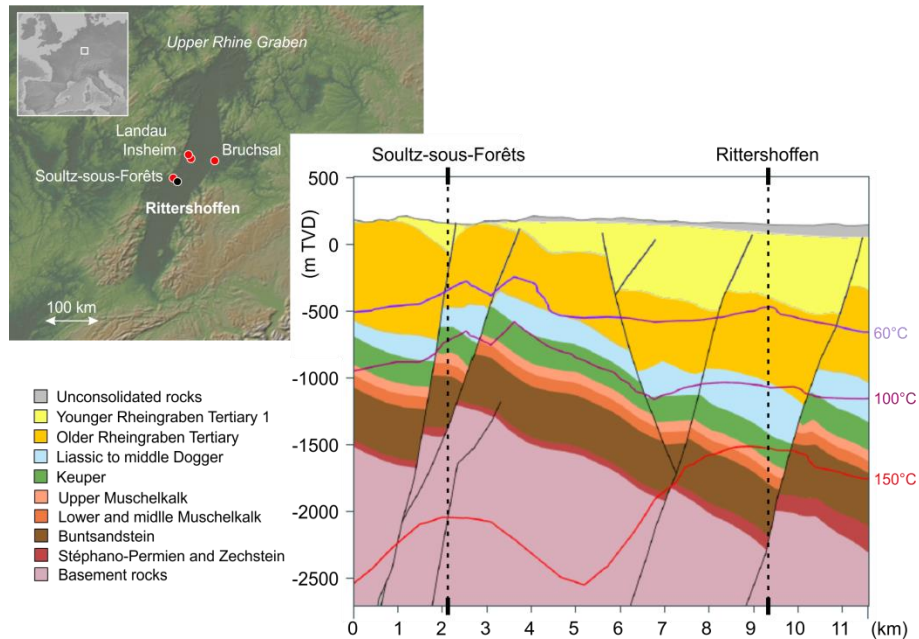 Upper Rhine Graben
Landau
Insheim
Bruchsal
Soultz-sous-Forêts
Rittershoffen
100 km
Soultz-sous-Forêts
Rittershoffen
500
0
-500
-1000
-1500
-2000
-2500
(m TVD)
60°C
100°C
150°C
0 1 2 3 4 5 6 7 8 9 10 11 (km)
Unconsolidated rocks
Younger Rheingraben Tertiary 1
Older Rheingraben Tertiary
Liassic to middle Dogger
Keuper
Upper Muschelkalk
Lower and midlle Muschelkalk
Buntsandstein
Stéphano-Permien and Zechstein
Basement rocks